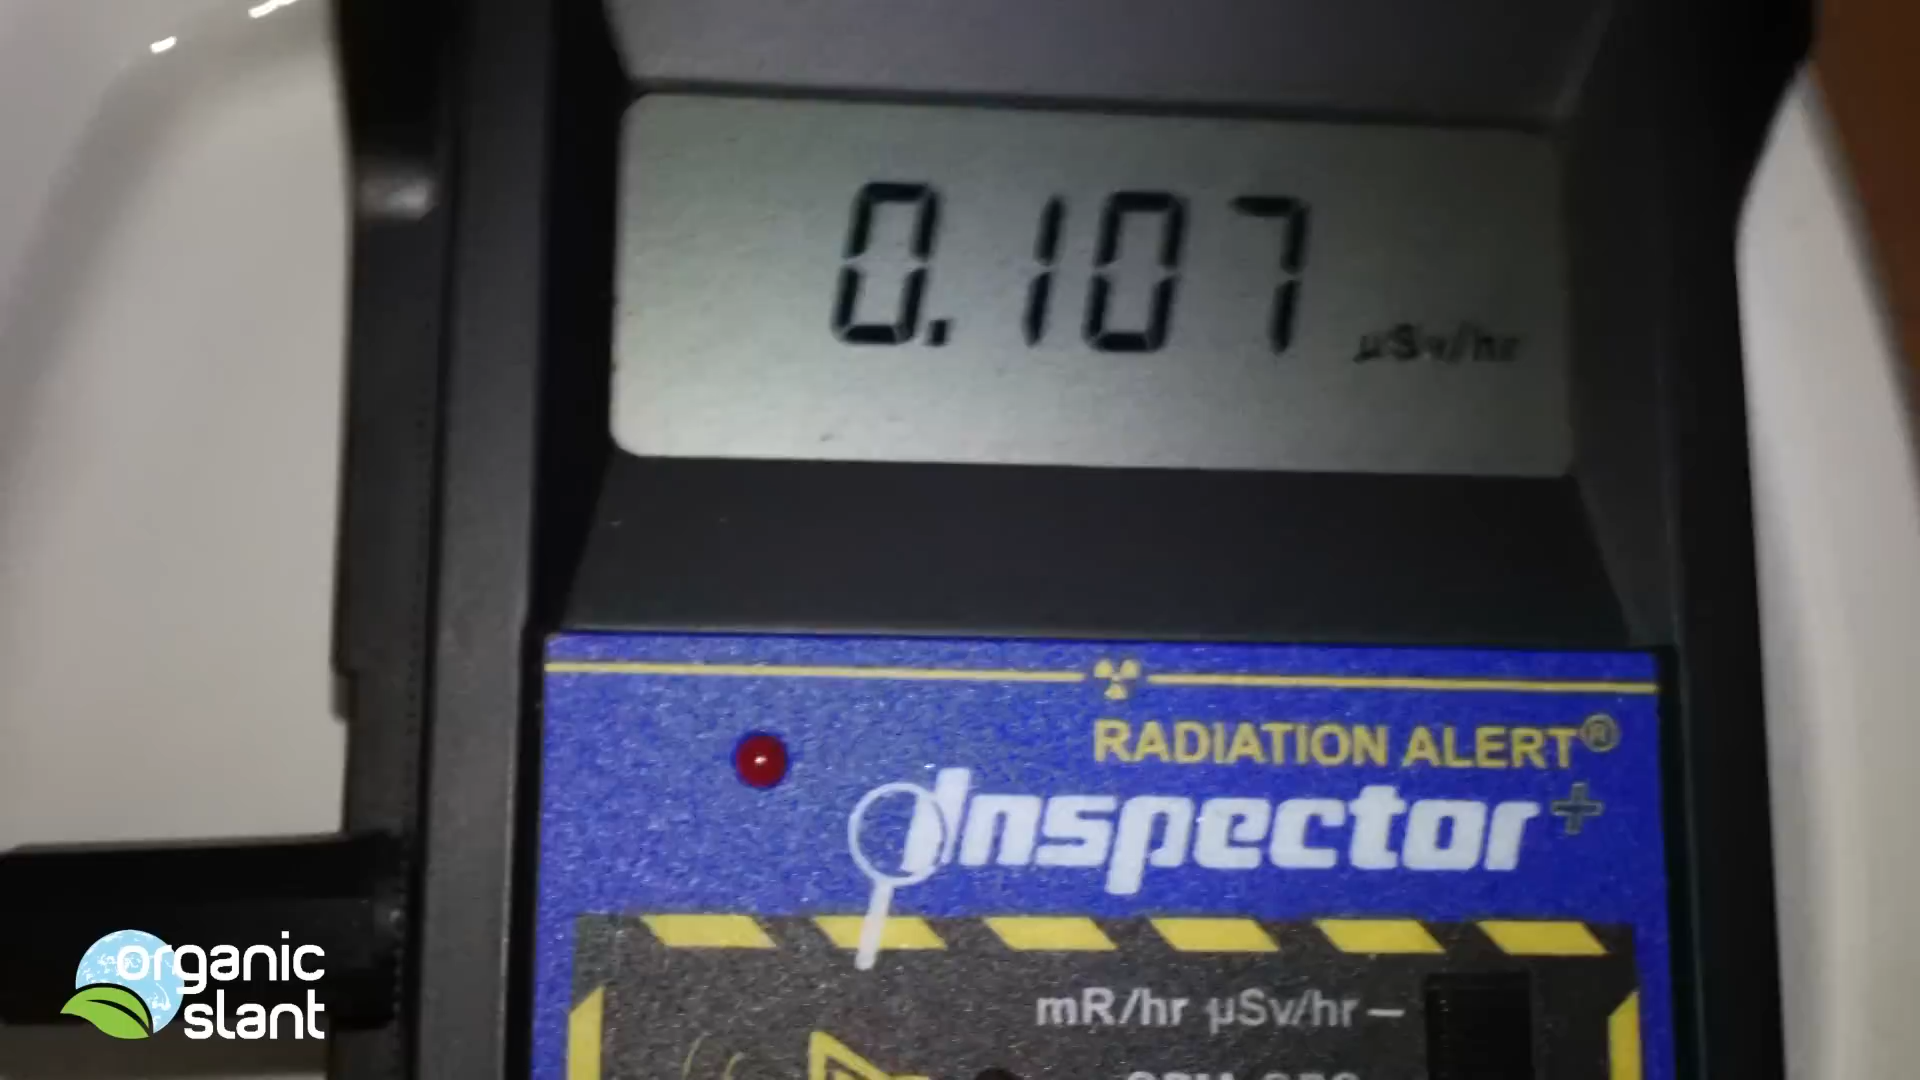 0.107 µSv/hr
RADIATION ALERT®
Inspector+
mR/hr µSv/hr –
organic
slant